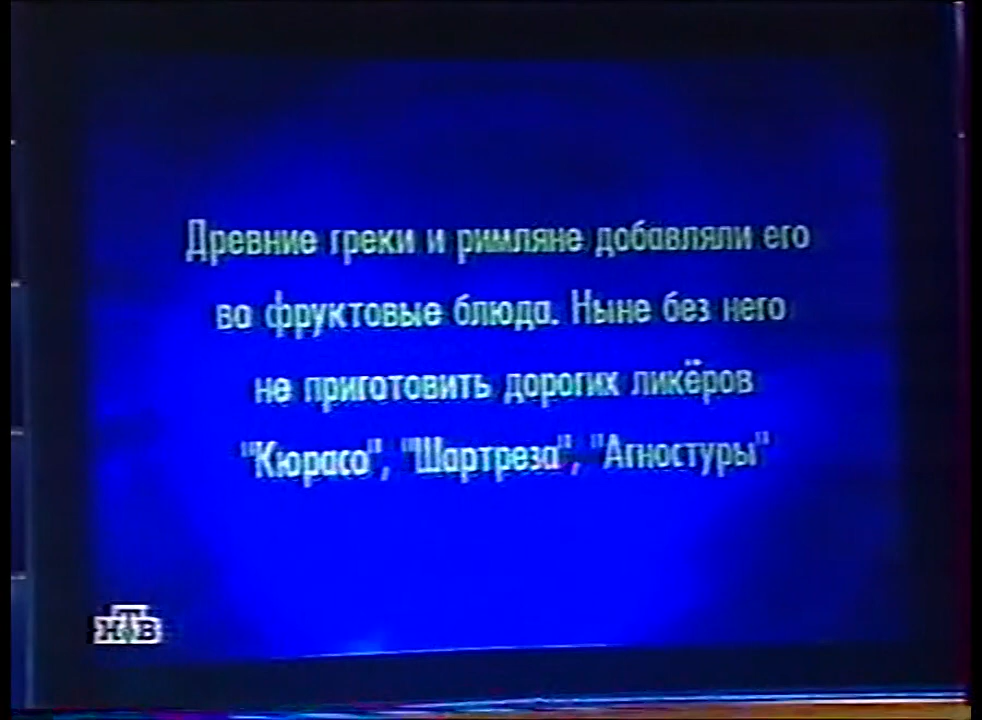 Древние греки и римляне добавляли его
во фруктовые блюда. Ныне без него
не приготовить дорогих ликёров
"Кюрасо", "Шартреза", "Агностуры"
НТВ